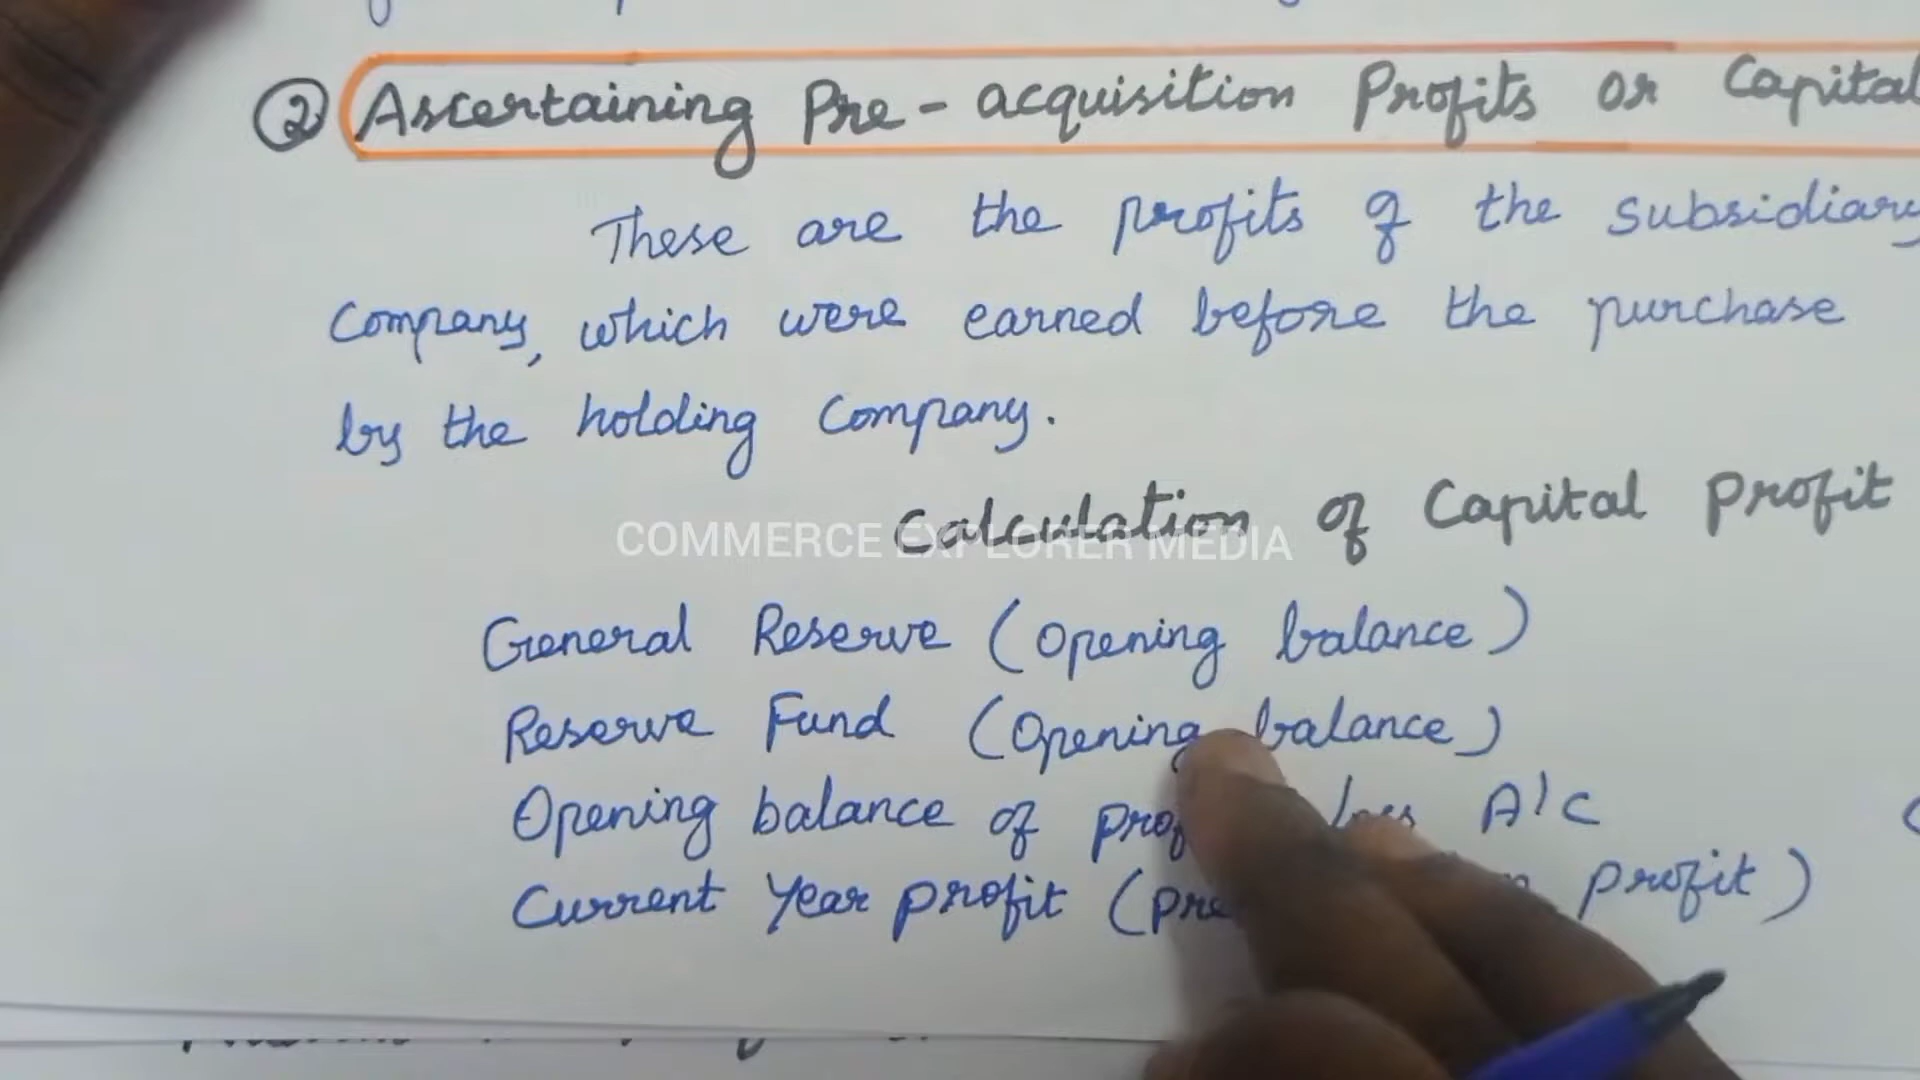 ② Ascertaining Pre-acquisition Profits or Capital
These are the profits of the subsidiary
Company, which were earned before the purchase
by the holding Company.
Calculation of Capital Profit
COMMERCE EXPLORER MEDIA
General Reserve (Opening balance)
Reserve Fund (Opening balance)
Opening balance of A/C
Current Year profit profit)